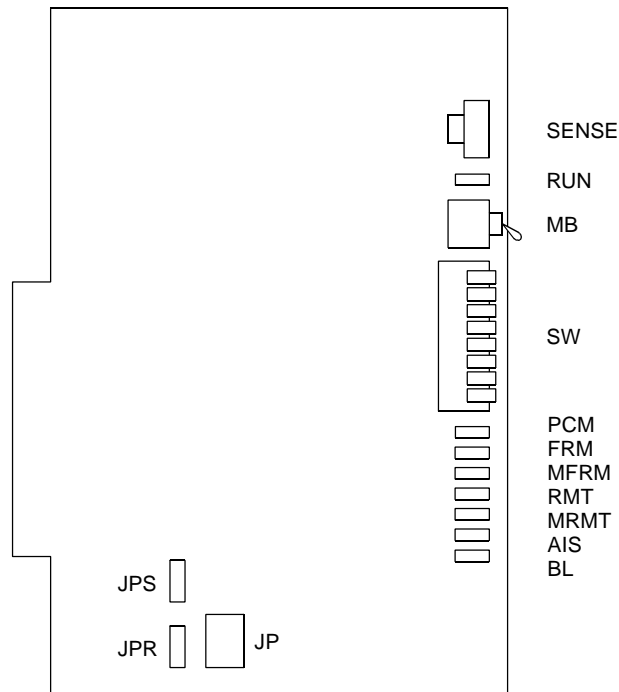 SENSE
RUN
MB
SW
PCM
FRM
MFRM
RMT
MRMT
AIS
BL
JPS
JPR
JP